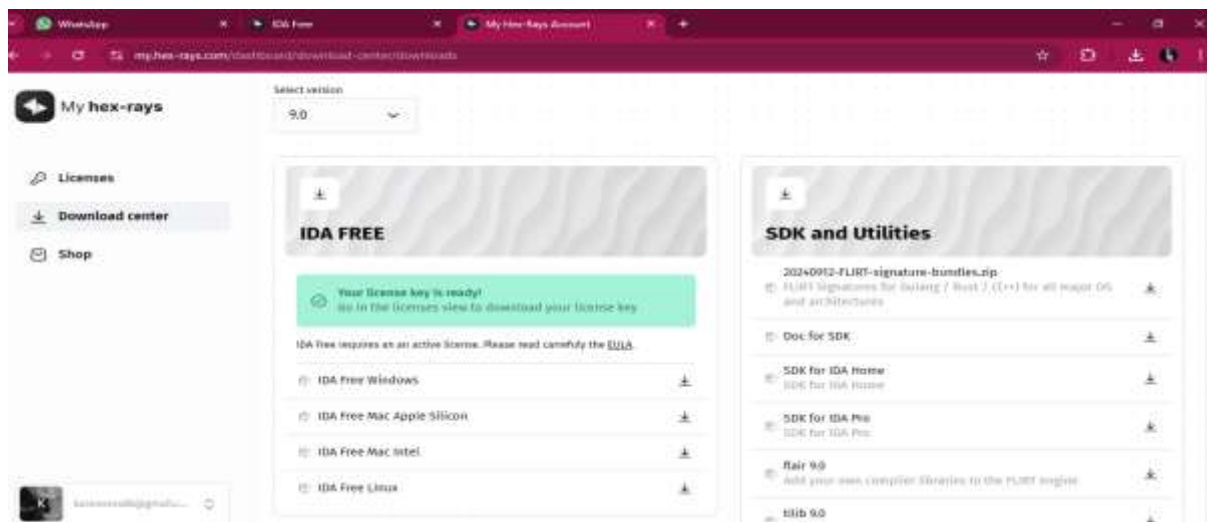 WhatsApp
IDA Free
My Hex-Rays Account
my.hex-rays.com/dashboard/download-center/downloads
My hex-rays
Select version
9.0
Licenses
Download center
Shop
IDA FREE
Your license key is ready!
Go in the licenses view to download your license key
IDA Free requires an an active license. Please read carefully the EULA.
IDA Free Windows
IDA Free Mac Apple Silicon
IDA Free Mac Intel
IDA Free Linux
SDK and Utilities
20240912-FLIRT-signature-bundles.zip
FLIRT Signatures for Golang / Rust / (C++) for all major OS
and architectures
Doc for SDK
SDK for IDA Home
SDK for IDA Home
SDK for IDA Pro
SDK for IDA Pro
flair 9.0
Add your own compiler libraries to the FLIRT engine
tilib 9.0
K